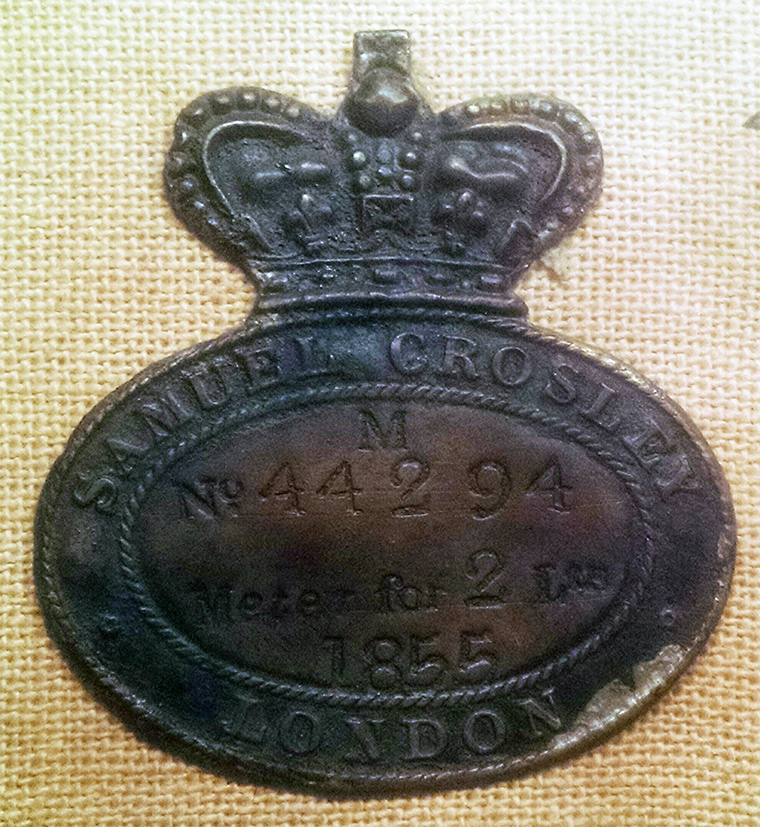 SAMUEL CROSLEY
M
No. 44294
Meter for 2 Lts
1855
LONDON